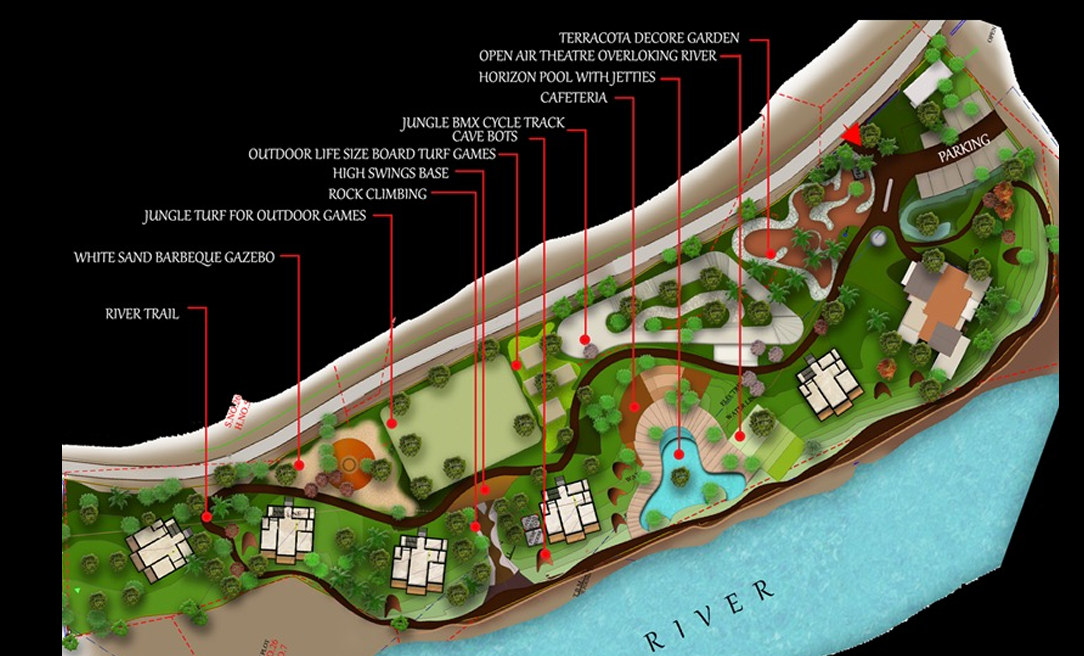 TERRACOTA DECORE GARDEN
OPEN AIR THEATRE OVERLOKING RIVER
HORIZON POOL WITH JETTIES
CAFETERIA
JUNGLE BMX CYCLE TRACK
CAVE BOTS
OUTDOOR LIFE SIZE BOARD TURF GAMES
HIGH SWINGS BASE
ROCK CLIMBING
JUNGLE TURF FOR OUTDOOR GAMES
WHITE SAND BARBEQUE GAZEBO
RIVER TRAIL
OPEN
PARKING
RIVER